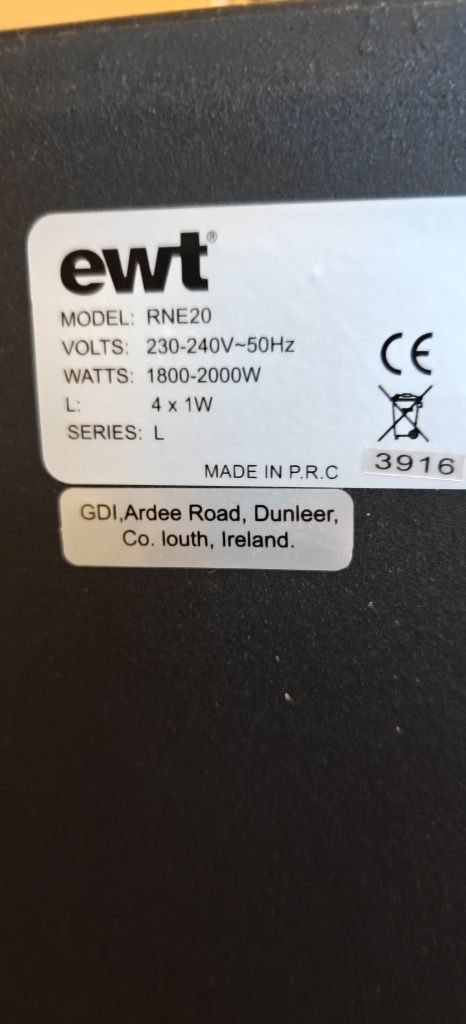 ewt®
MODEL: RNE20
VOLTS: 230-240V~50Hz
WATTS: 1800-2000W
L: 4 x 1W
SERIES: L
CE
MADE IN P.R.C
3916
GDI,Ardee Road, Dunleer,
Co. louth, Ireland.